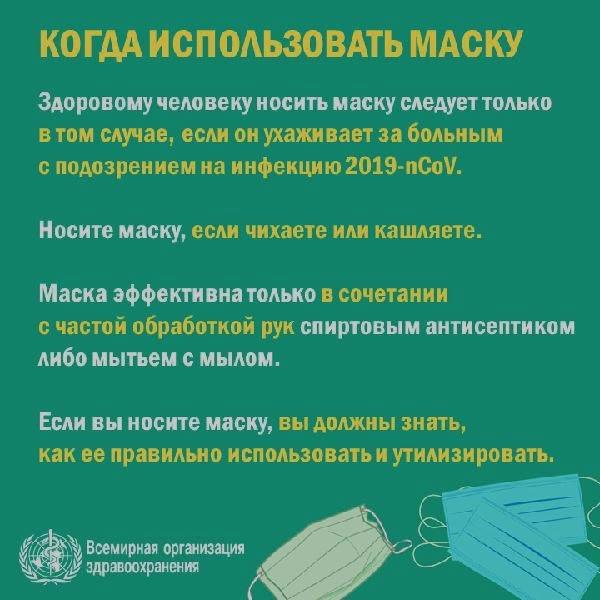 КОГДА ИСПОЛЬЗОВАТЬ МАСКУ
Здоровому человеку носить маску следует только
в том случае, если он ухаживает за больным
с подозрением на инфекцию 2019-nCoV.
Носите маску, если чихаете или кашляете.
Маска эффективна только в сочетании
с частой обработкой рук спиртовым антисептиком
либо мытьем с мылом.
Если вы носите маску, вы должны знать,
как ее правильно использовать и утилизировать.
Всемирная организация
здравоохранения